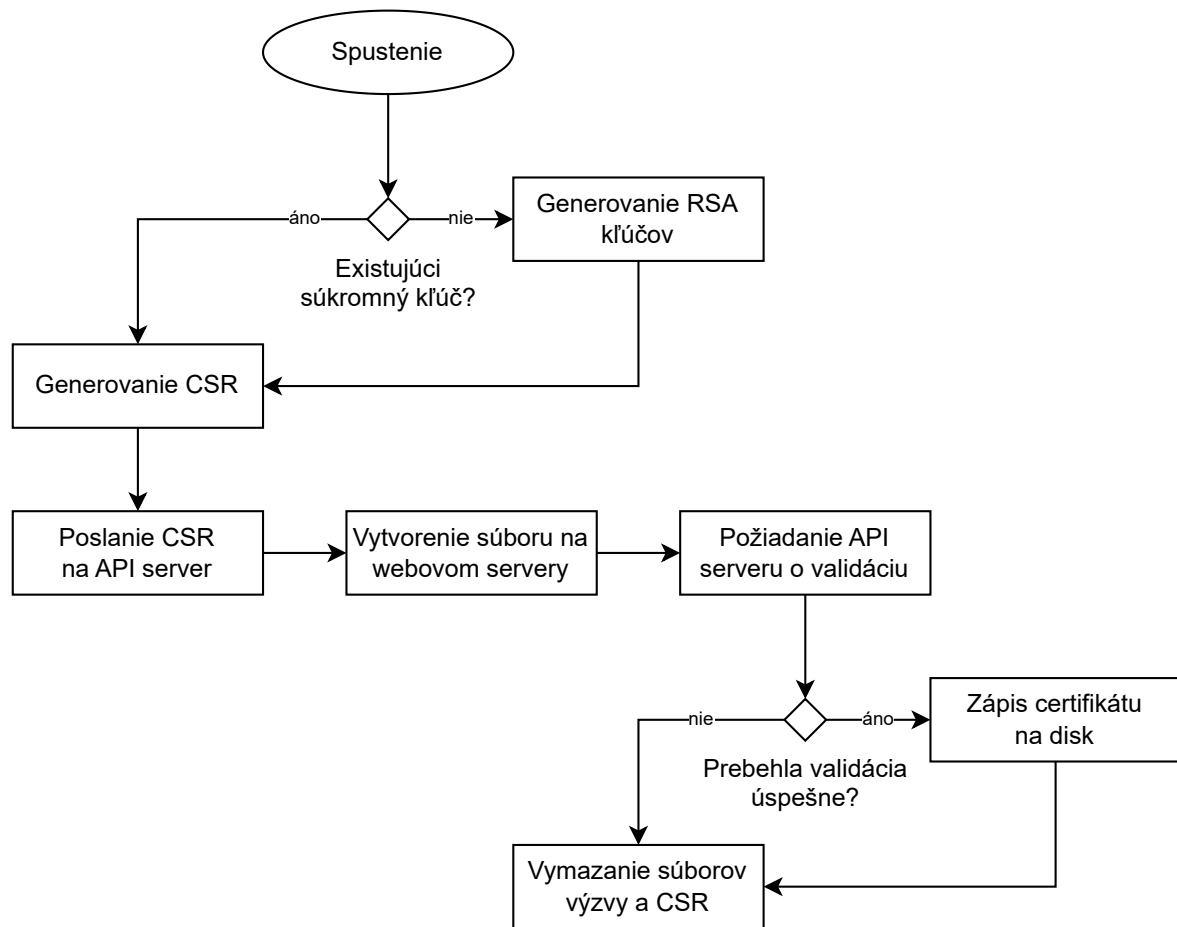 Spustenie
áno
nie
Generovanie RSA
kľúčov
Existujúci
súkromný kľúč?
Generovanie CSR
Poslanie CSR
na API server
Vytvorenie súboru na
webovom servery
Požiadanie API
serveru o validáciu
nie
áno
Zápis certifikátu
na disk
Prebehla validácia
úspešne?
Vymazanie súborov
výzvy a CSR